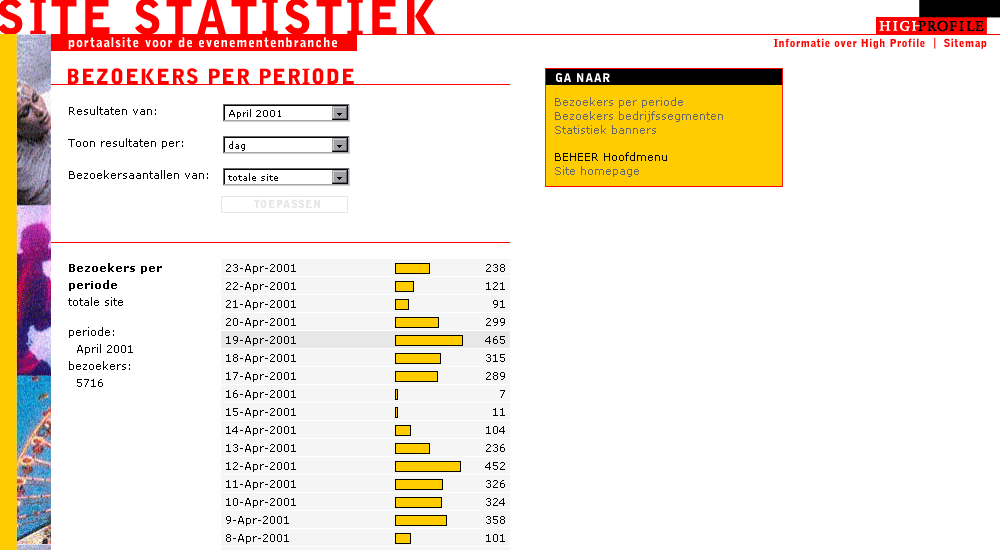 SITE STATISTIEK
portaalsite voor de evenementenbranche
HIGHPROFILE
Informatie over High Profile | Sitemap
BEZOEKERS PER PERIODE
Resultaten van: April 2001
Toon resultaten per: dag
Bezoekersaantallen van: totale site
TOEPASSEN
GA NAAR
Bezoekers per periode
Bezoekers bedrijfssegmenten
Statistiek banners
BEHEER Hoofdmenu
Site homepage
Bezoekers per
periode
totale site
periode:
April 2001
bezoekers:
5716
23-Apr-2001 238
22-Apr-2001 121
21-Apr-2001 91
20-Apr-2001 299
19-Apr-2001 465
18-Apr-2001 315
17-Apr-2001 289
16-Apr-2001 7
15-Apr-2001 11
14-Apr-2001 104
13-Apr-2001 236
12-Apr-2001 452
11-Apr-2001 326
10-Apr-2001 324
9-Apr-2001 358
8-Apr-2001 101